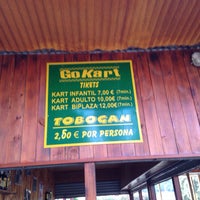 GoKart
TIKETS
KART INFANTIL 7,00 € (7min.)
KART ADULTO 10,00€ (7min.)
KART BIPLAZA 12,00€ (7min.)
TOBOGAN
2,50 € POR PERSONA